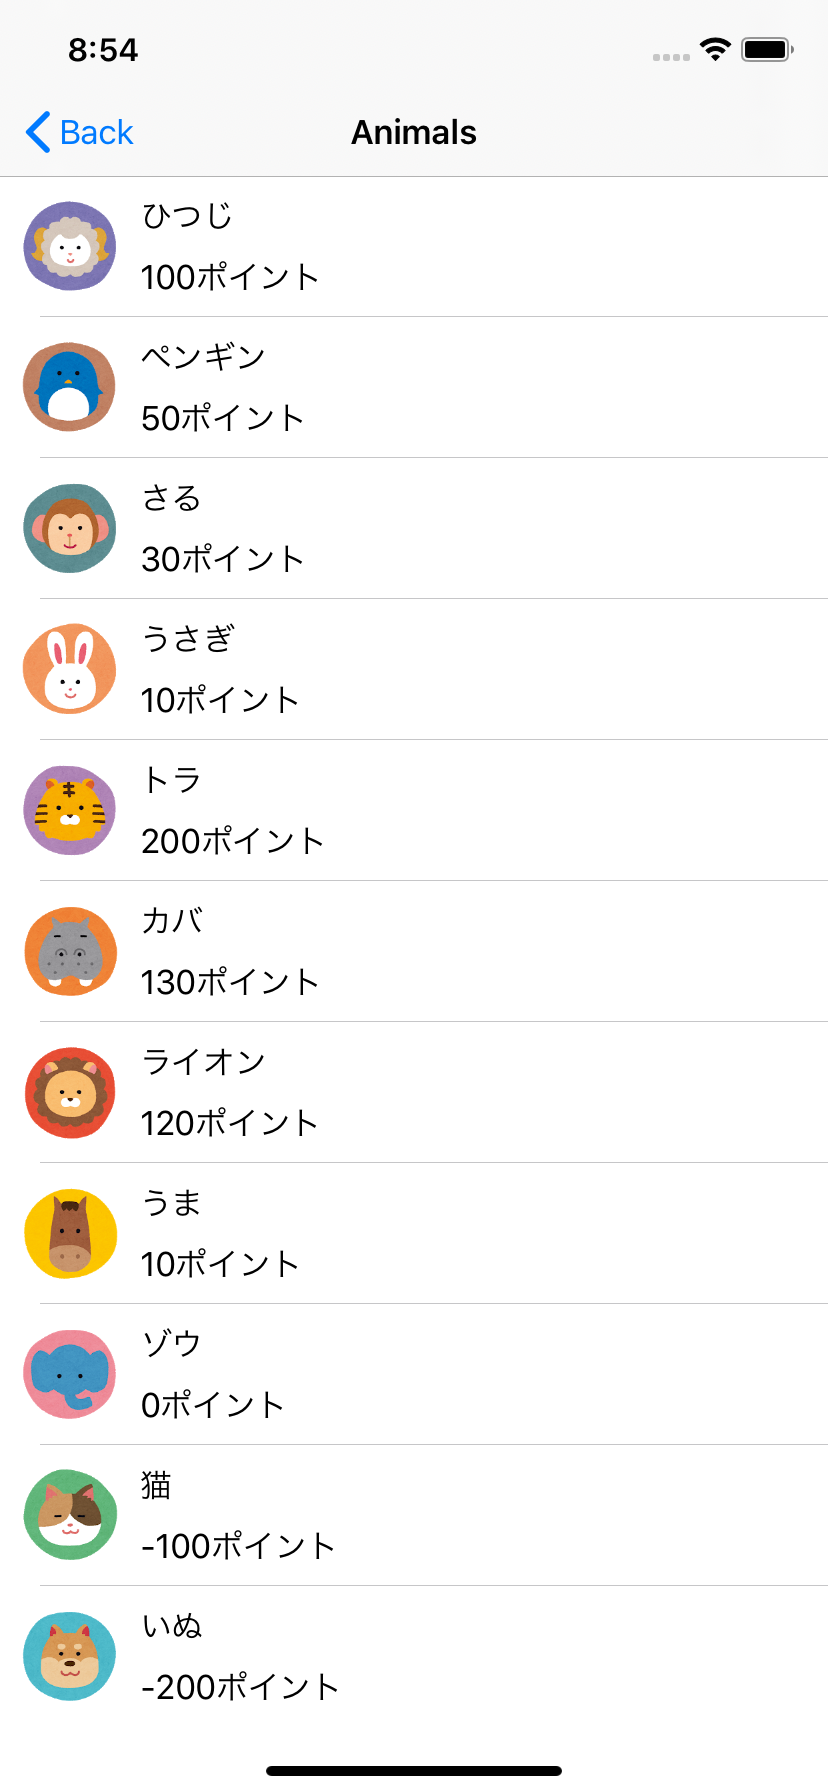 8:54
Back
Animals
ひつじ
100ポイント
ペンギン
50ポイント
さる
30ポイント
うさぎ
10ポイント
トラ
200ポイント
カバ
130ポイント
ライオン
120ポイント
うま
10ポイント
ゾウ
0ポイント
猫
-100ポイント
いぬ
-200ポイント